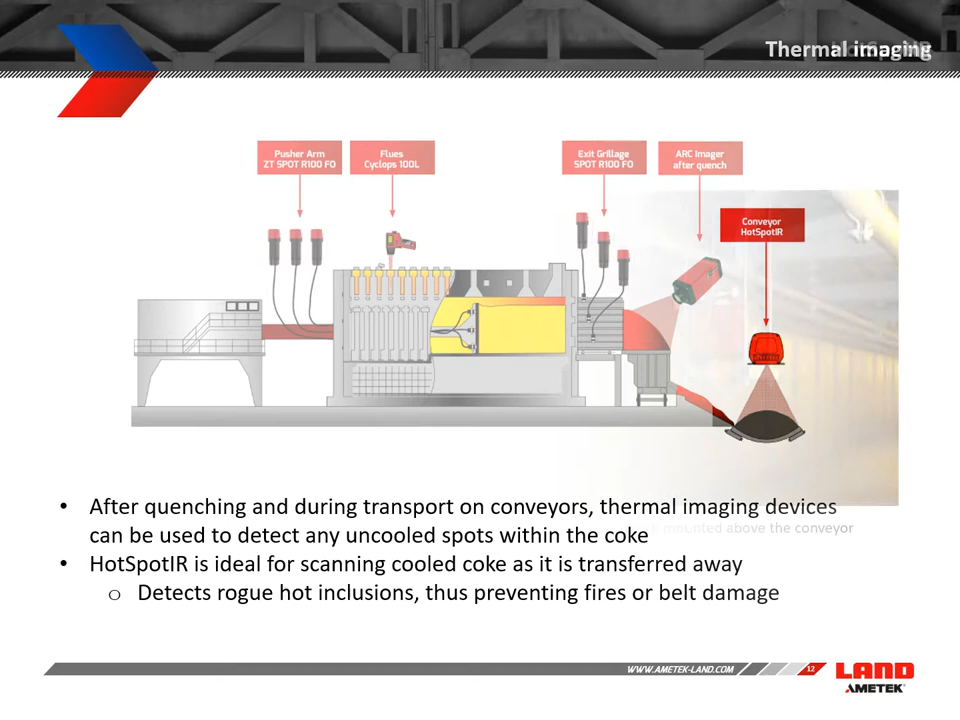 Thermal imaging
Pusher Arm
ZT SPOT R100 FO
Flues
Cyclops 100L
Exit Grillage
SPOT R100 FO
ARC Imager
after quench
Conveyor
HotSpotIR
• After quenching and during transport on conveyors, thermal imaging devices
can be used to detect any uncooled spots within the coke
mounted above the conveyor
• HotSpotIR is ideal for scanning cooled coke as it is transferred away
o Detects rogue hot inclusions, thus preventing fires or belt damage
WWW.AMETEK-LAND.COM
12
LAND
AMETEK